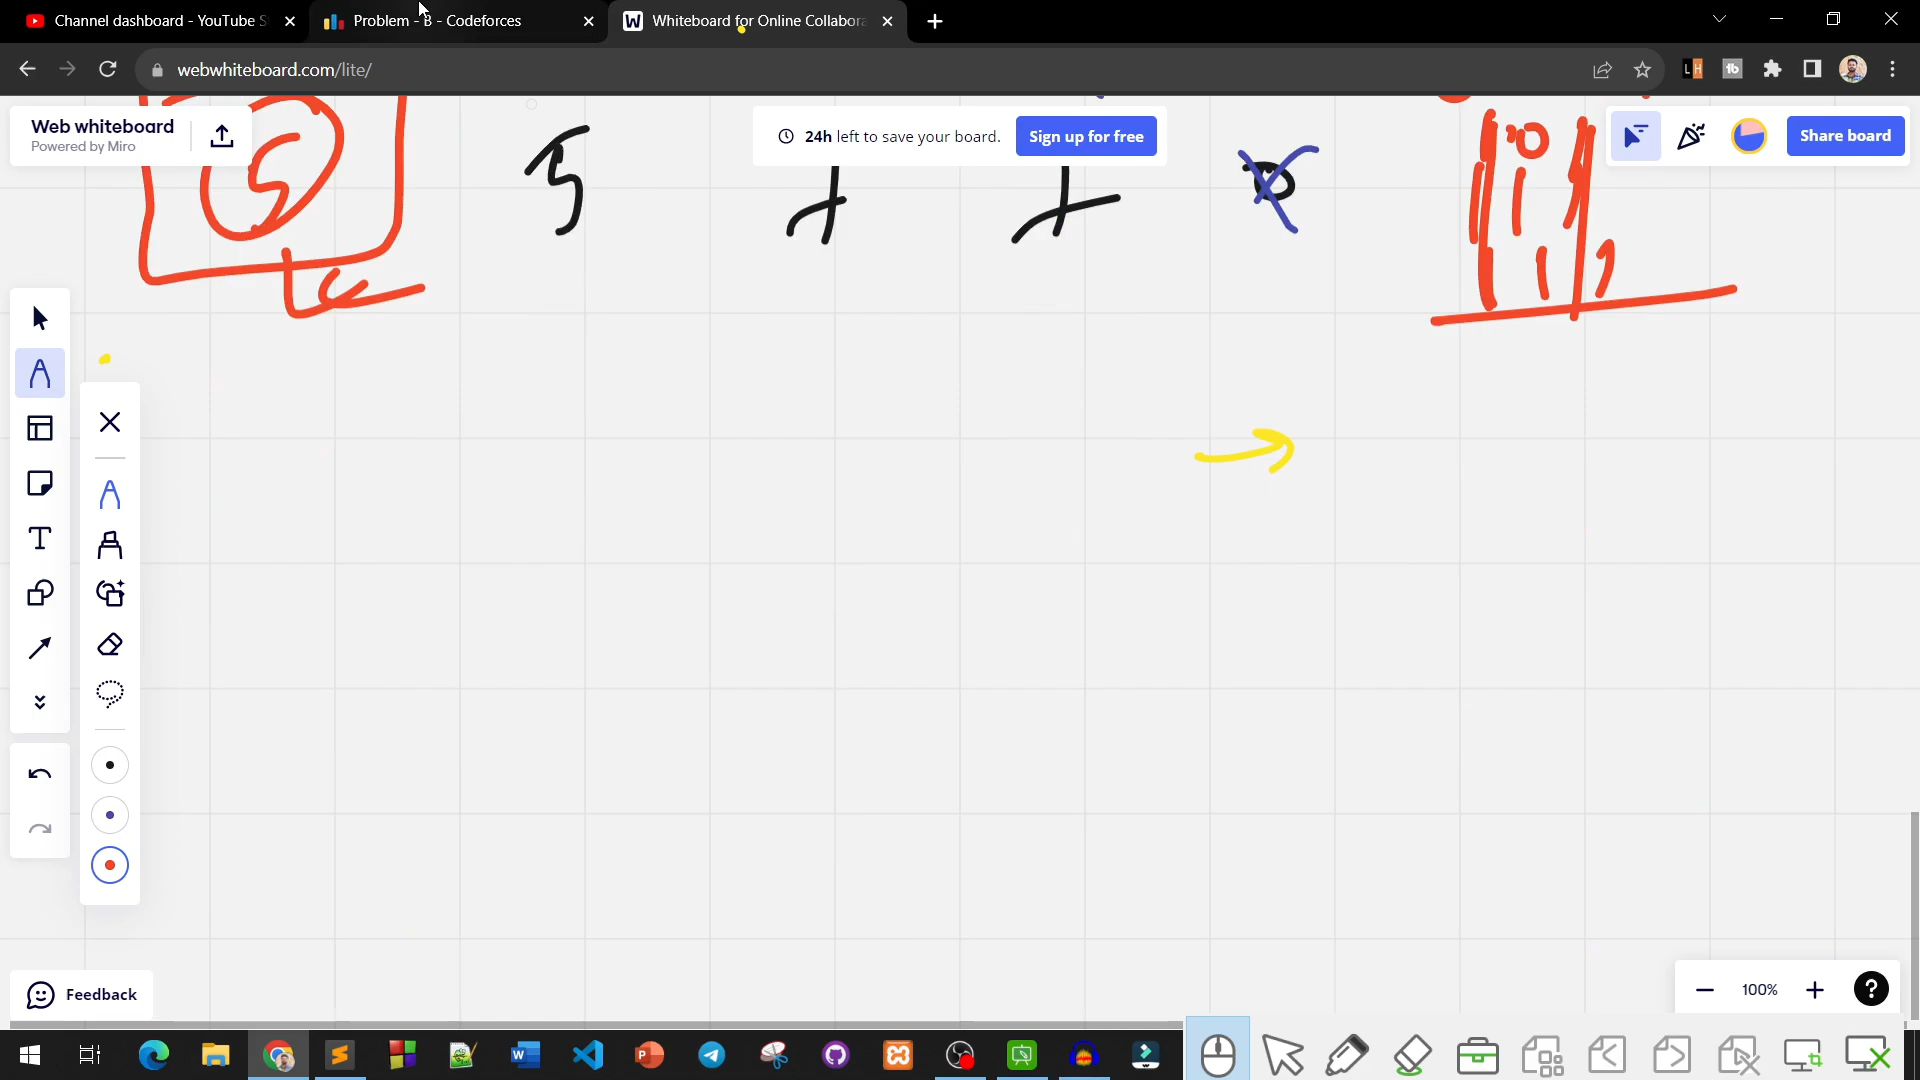 Channel dashboard - YouTube S
Problem - B - Codeforces
Whiteboard for Online Collabora
webwhiteboard.com/lite/
Web whiteboard
Powered by Miro
24h left to save your board.
Sign up for free
Share board
5
100%
Feedback